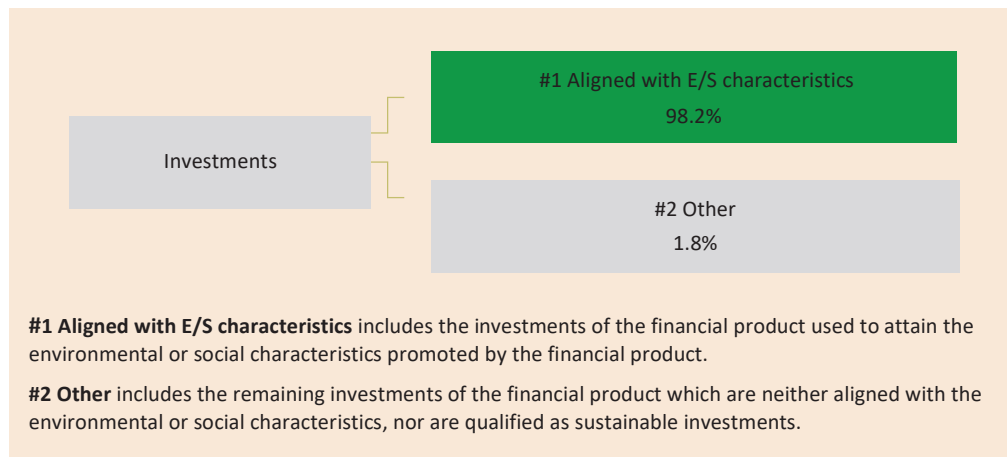 #1 Aligned with E/S characteristics
98.2%
Investments
#2 Other
1.8%
#1 Aligned with E/S characteristics includes the investments of the financial product used to attain the
environmental or social characteristics promoted by the financial product.
#2 Other includes the remaining investments of the financial product which are neither aligned with the
environmental or social characteristics, nor are qualified as sustainable investments.